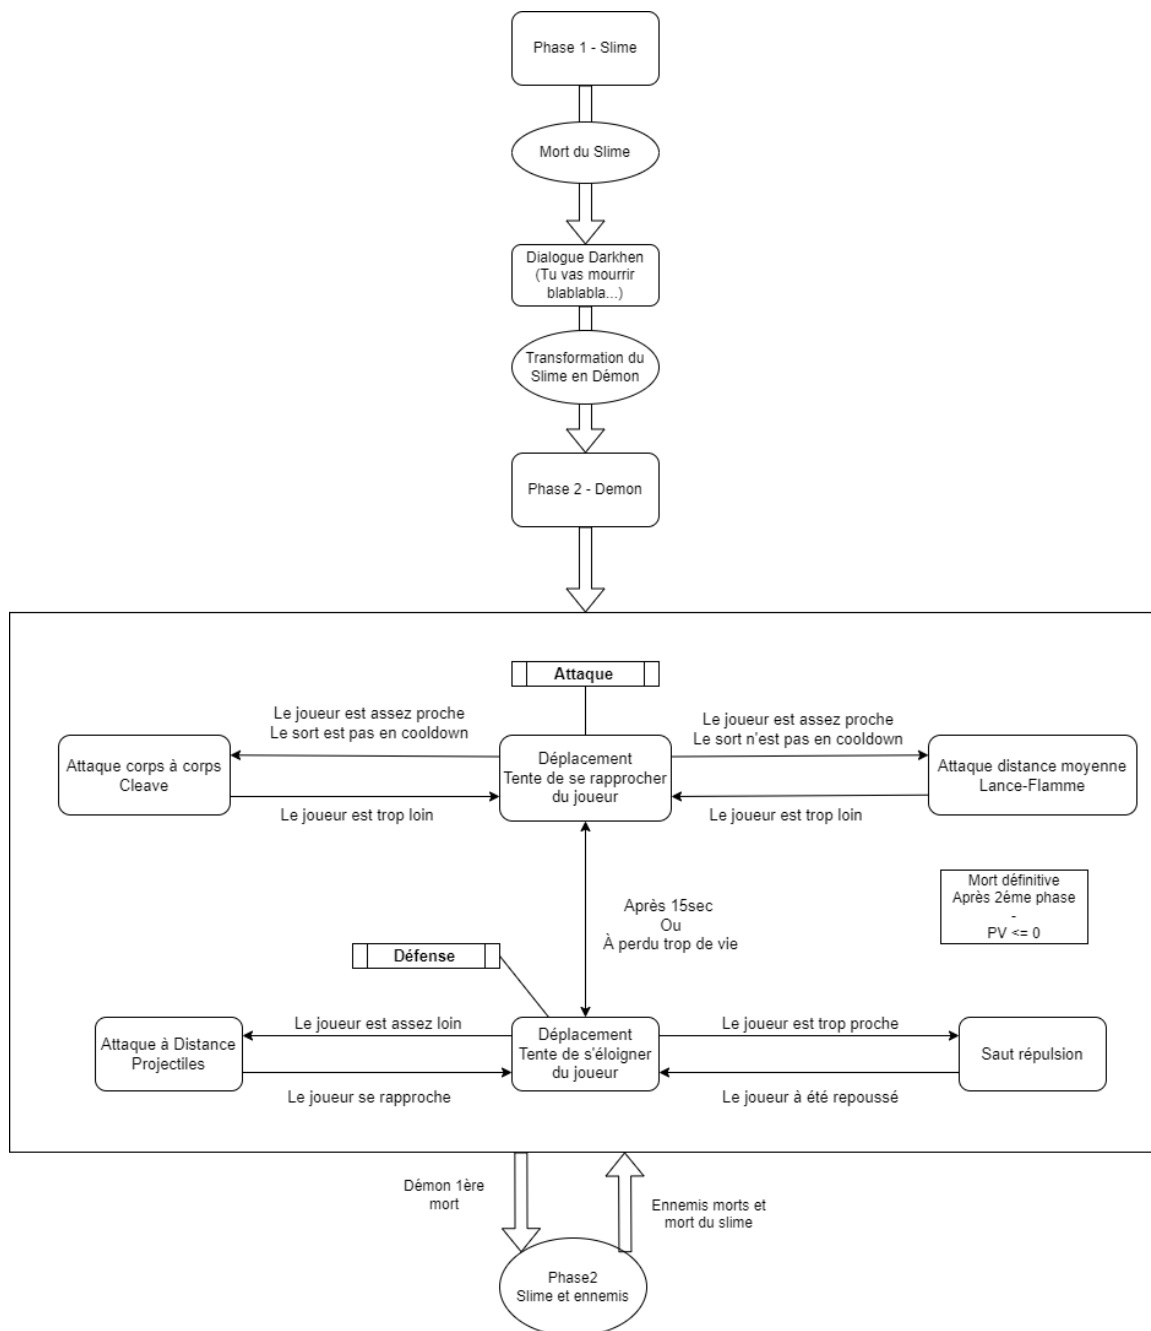 Phase 1 - Slime
Mort du Slime
Dialogue Darkhen
(Tu vas mourrir
blablabla...)
Transformation du
Slime en Démon
Phase 2 - Demon
Attaque
Le joueur est assez proche
Le sort est pas en cooldown
Le joueur est assez proche
Le sort n'est pas en cooldown
Attaque corps à corps
Cleave
Déplacement
Tente de se rapprocher
du joueur
Attaque distance moyenne
Lance-Flamme
Le joueur est trop loin
Le joueur est trop loin
Après 15sec
Ou
À perdu trop de vie
Mort définitive
Après 2éme phase
-
PV <= 0
Défense
Le joueur est assez loin
Le joueur est trop proche
Attaque à Distance
Projectiles
Déplacement
Tente de s'éloigner
du joueur
Saut répulsion
Le joueur se rapproche
Le joueur à été repoussé
Démon 1ère
mort
Ennemis morts et
mort du slime
Phase2
Slime et ennemis